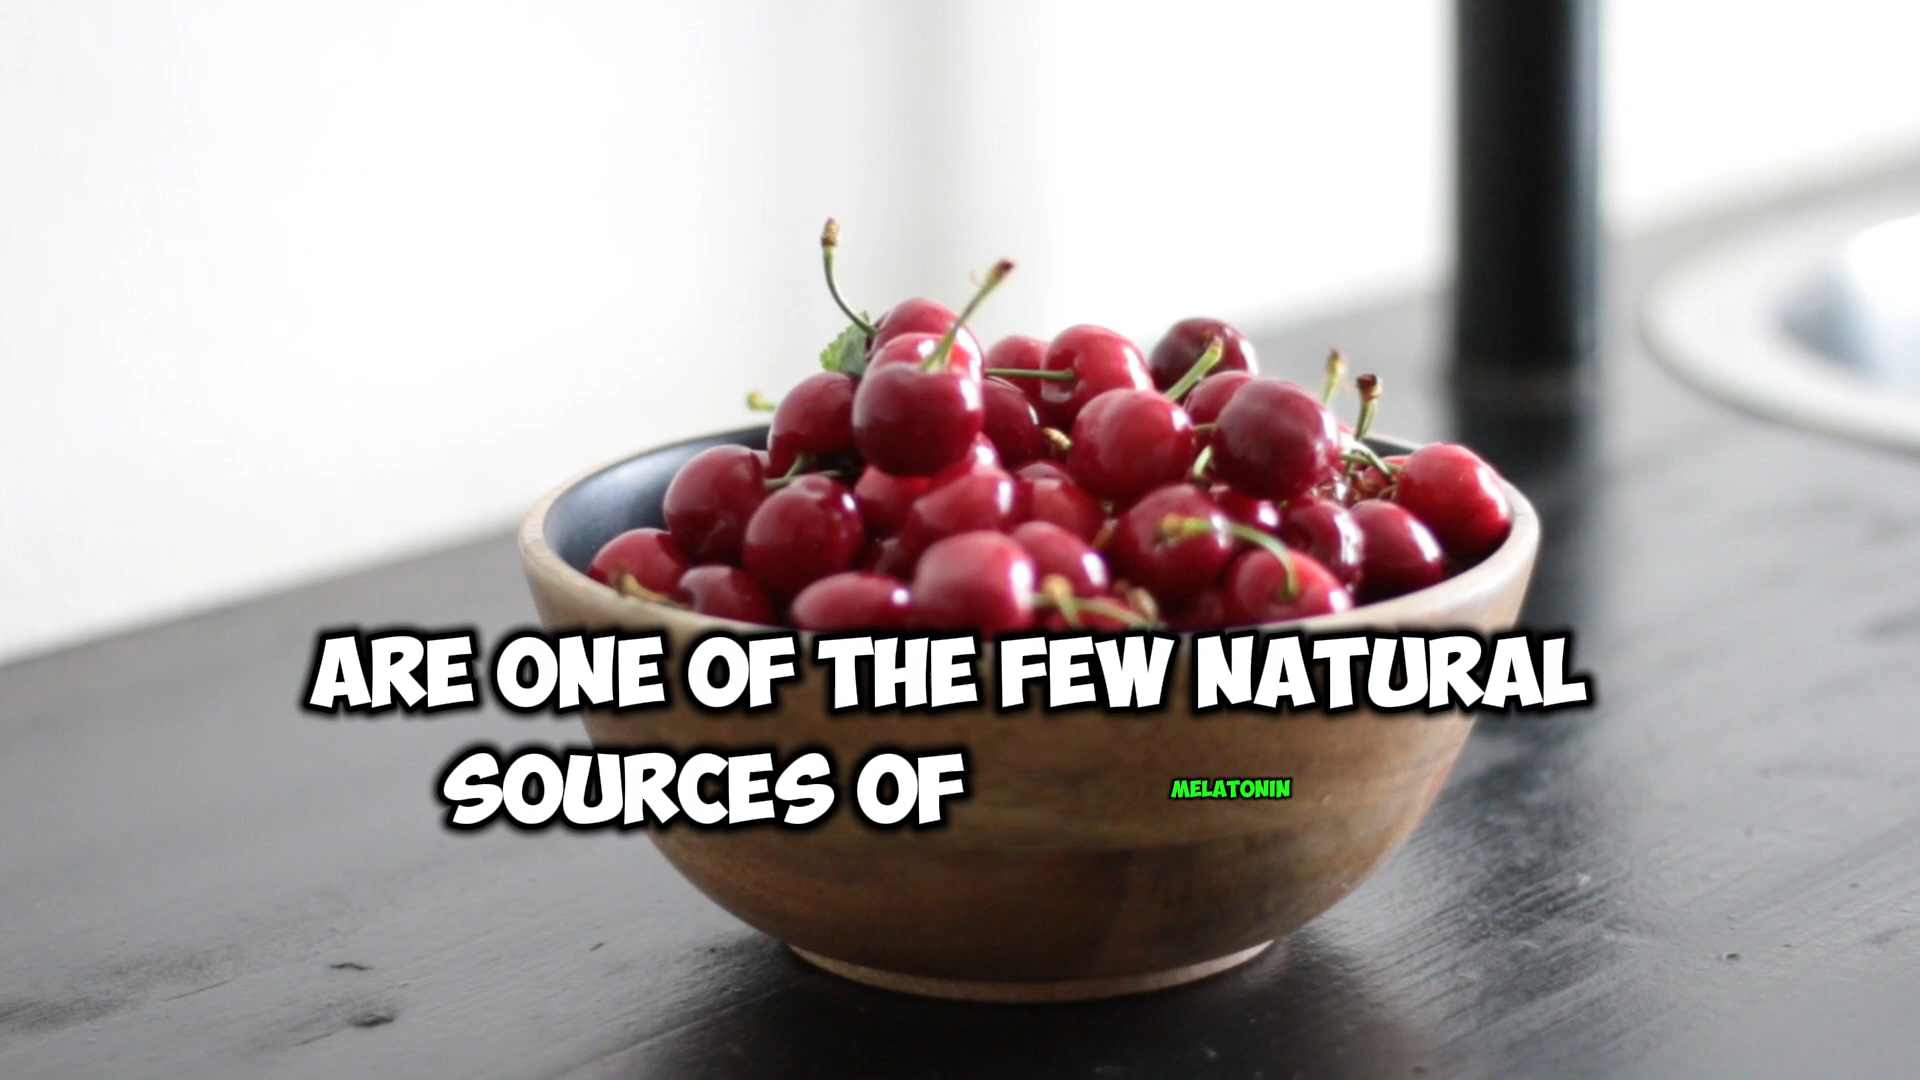 ARE ONE OF THE FEW NATURAL
SOURCES OF MELATONIN